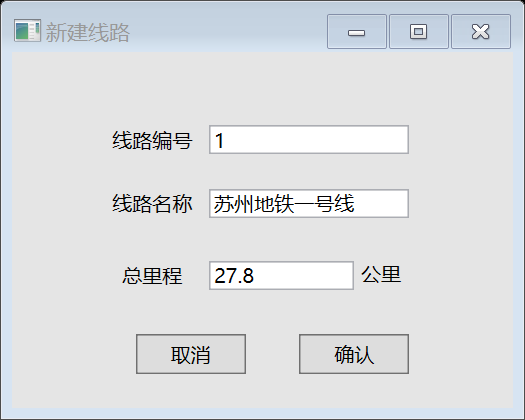 新建线路
线路编号 1
线路名称 苏州地铁一号线
总里程 27.8 公里
取消 确认